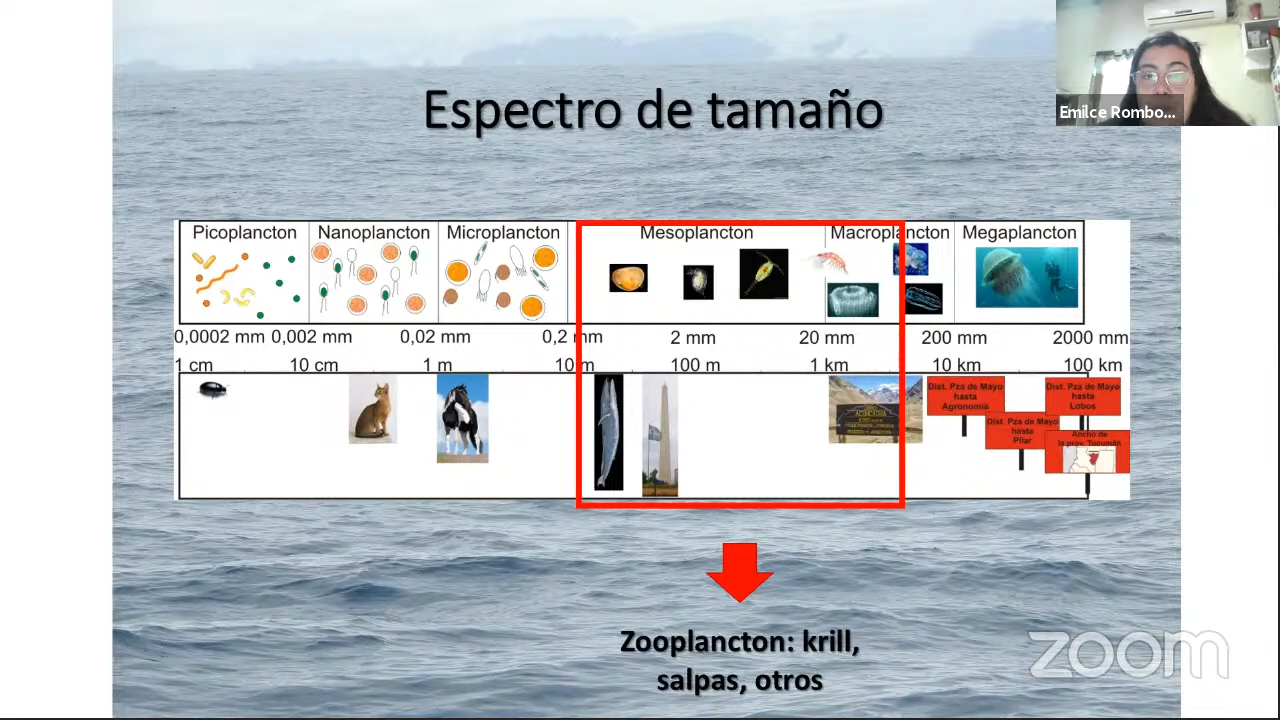 Espectro de tamaño
Emilce Rombo...
Picoplancton Nanoplancton Microplancton Mesoplancton Macroplancton Megaplancton
0,0002 mm 0,002 mm 0,02 mm 0,2 mm 2 mm 20 mm 200 mm 2000 mm
1 cm 10 cm 1 m 10 m 100 m 1 km 10 km 100 km
ACONCAGUA
Dist. Pza de Mayo
hasta
Agronomía
Dist. Pza de Mayo
hasta
Pilar
Dist. Pza de Mayo
hasta
Lobos
Ancho de
la prov. Tucumán
Zooplancton: krill,
salpas, otros
zoom